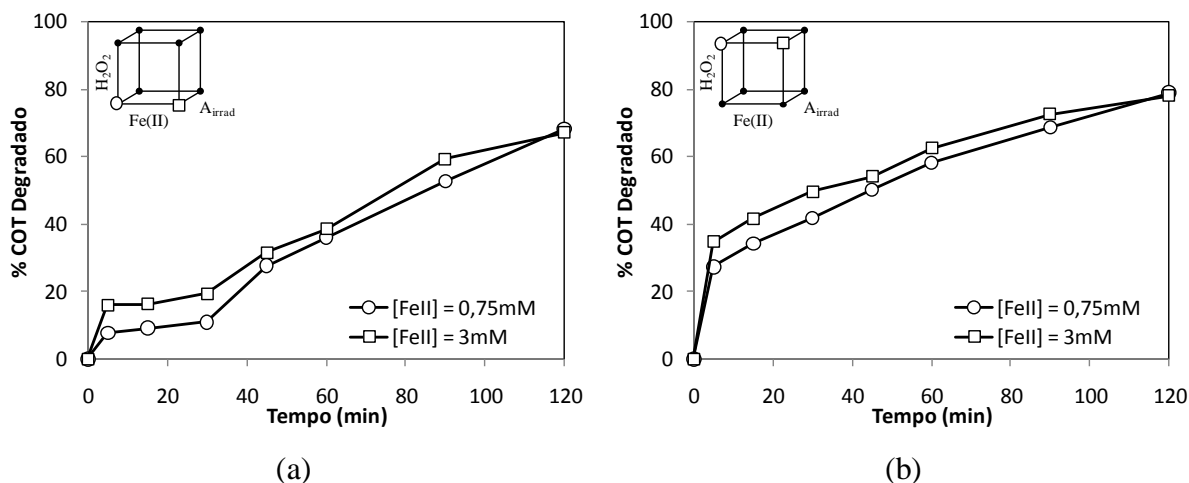 100
80
60
40
20
0
% COT Degradado
H₂O₂
Fe(II)
A_irrad
[FeII] = 0,75mM
[FeII] = 3mM
0 20 40 60 80 100 120
Tempo (min)
(a)
100
80
60
40
20
0
% COT Degradado
H₂O₂
Fe(II)
A_irrad
[FeII] = 0,75mM
[FeII] = 3mM
0 20 40 60 80 100 120
Tempo (min)
(b)